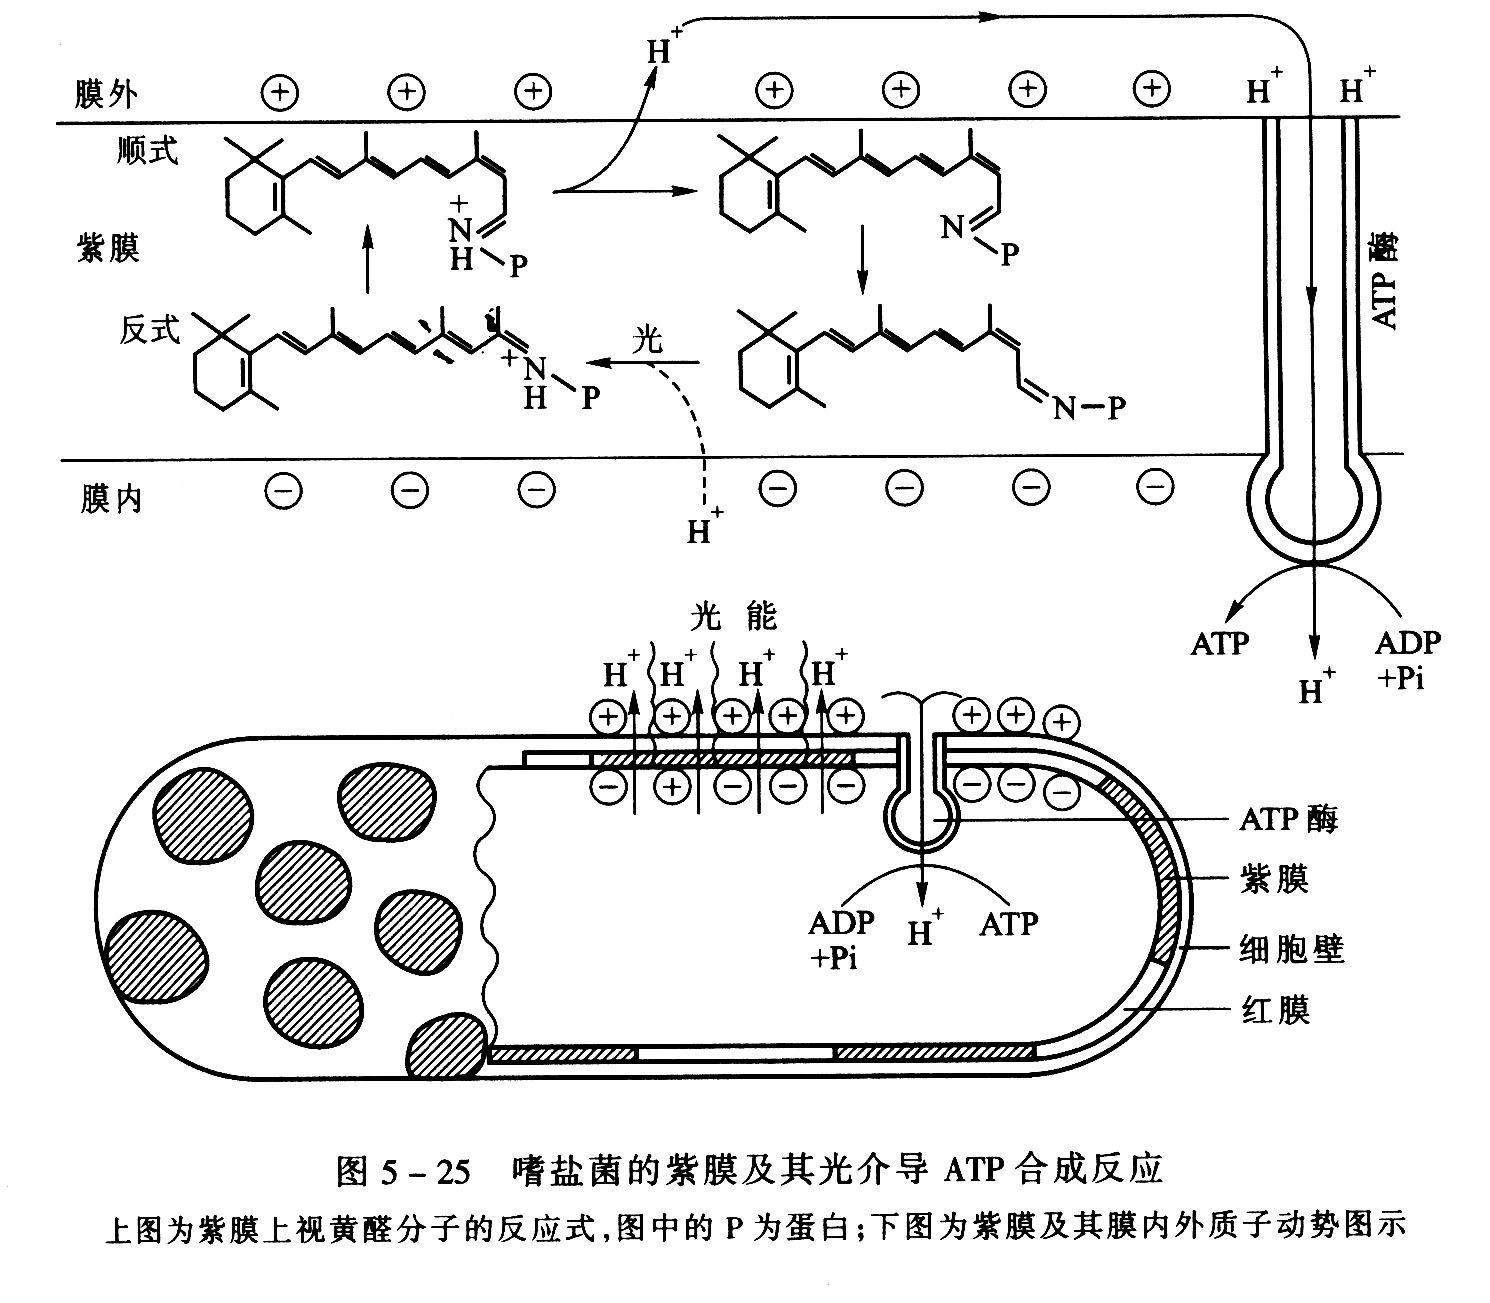 H+
膜外 + + + + + + + H+ H+
顺式
+
N
H
P
N
P
紫膜
ATP酶
反式
光
+
N
H
P
N-P
膜内 − − − − − − −
H+
ATP
ADP
+Pi
H+
光 能
H+ H+ H+ H+
+ + + + + + + +
− + − − − − − −
ATP酶
紫膜
ADP
+Pi
H+
ATP
细胞壁
红膜
图 5-25 嗜盐菌的紫膜及其光介导 ATP 合成反应
上图为紫膜上视黄醛分子的反应式,图中的 P 为蛋白;下图为紫膜及其膜内外质子动势图示